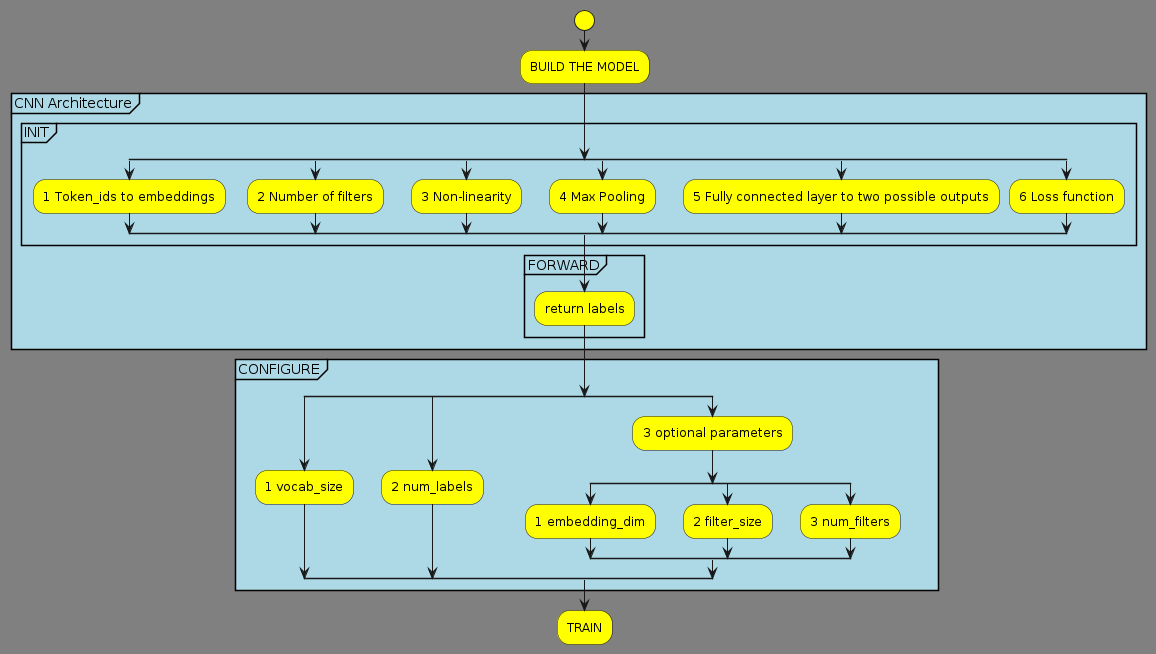 BUILD THE MODEL
CNN Architecture
INIT
1 Token_ids to embeddings
2 Number of filters
3 Non-linearity
4 Max Pooling
5 Fully connected layer to two possible outputs
6 Loss function
FORWARD
return labels
CONFIGURE
3 optional parameters
1 vocab_size
2 num_labels
1 embedding_dim
2 filter_size
3 num_filters
TRAIN